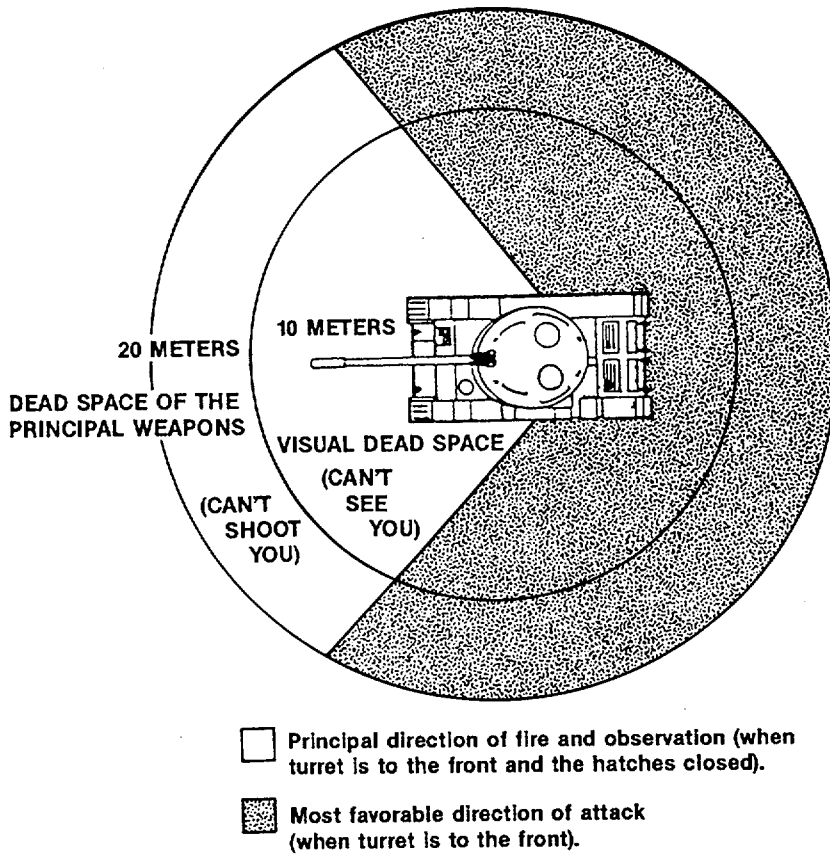 20 METERS
10 METERS
DEAD SPACE OF THE
PRINCIPAL WEAPONS
VISUAL DEAD SPACE
(CAN'T
SEE
YOU)
(CAN'T
SHOOT
YOU)
Principal direction of fire and observation (when
turret is to the front and the hatches closed).
Most favorable direction of attack
(when turret is to the front).